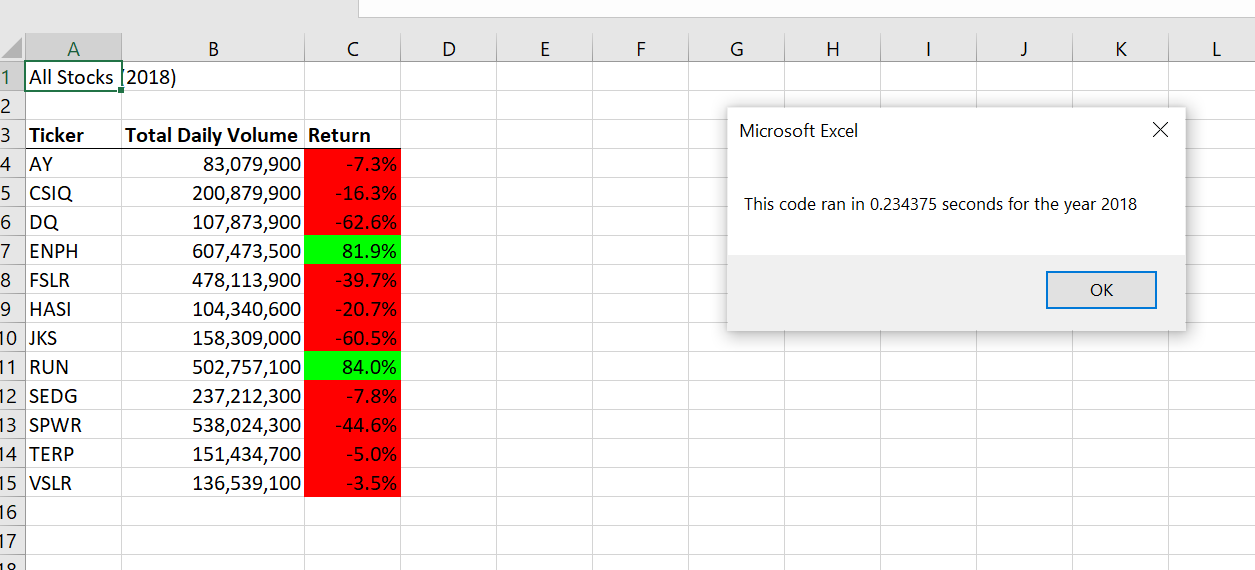 A B C D E F G H I J K L
1 All Stocks (2018)
2
3 Ticker Total Daily Volume Return
4 AY 83,079,900 -7.3%
5 CSIQ 200,879,900 -16.3%
6 DQ 107,873,900 -62.6%
7 ENPH 607,473,500 81.9%
8 FSLR 478,113,900 -39.7%
9 HASI 104,340,600 -20.7%
10 JKS 158,309,000 -60.5%
11 RUN 502,757,100 84.0%
12 SEDG 237,212,300 -7.8%
13 SPWR 538,024,300 -44.6%
14 TERP 151,434,700 -5.0%
15 VSLR 136,539,100 -3.5%
16
17
18
Microsoft Excel
This code ran in 0.234375 seconds for the year 2018
OK